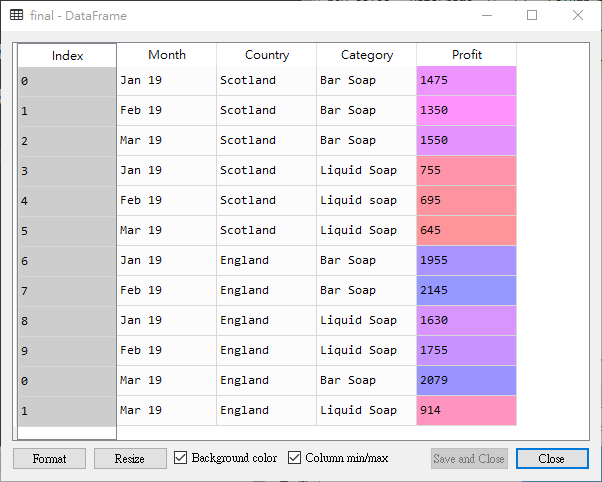 final - DataFrame
Index Month Country Category Profit
0 Jan 19 Scotland Bar Soap 1475
1 Feb 19 Scotland Bar Soap 1350
2 Mar 19 Scotland Bar Soap 1550
3 Jan 19 Scotland Liquid Soap 755
4 Feb 19 Scotland Liquid soap 695
5 Mar 19 Scotland Liquid Soap 645
6 Jan 19 England Bar Soap 1955
7 Feb 19 England Bar Soap 2145
8 Jan 19 England Liquid Soap 1630
9 Feb 19 England Liquid Soap 1755
0 Mar 19 England Bar Soap 2079
1 Mar 19 England Liquid Soap 914
Format Resize Background color Column min/max Save and Close Close